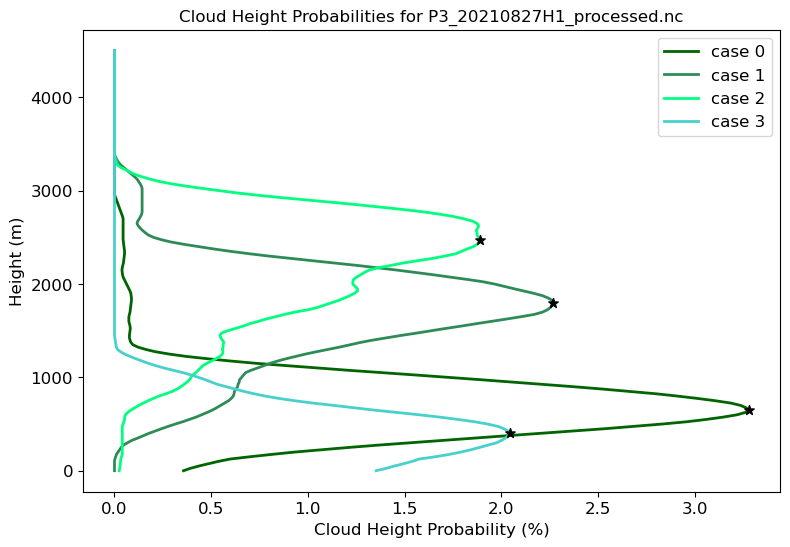 Cloud Height Probabilities for P3_20210827H1_processed.nc
case 0
case 1
case 2
case 3
4000
3000
2000
1000
0
Height (m)
0.0 0.5 1.0 1.5 2.0 2.5 3.0
Cloud Height Probability (%)